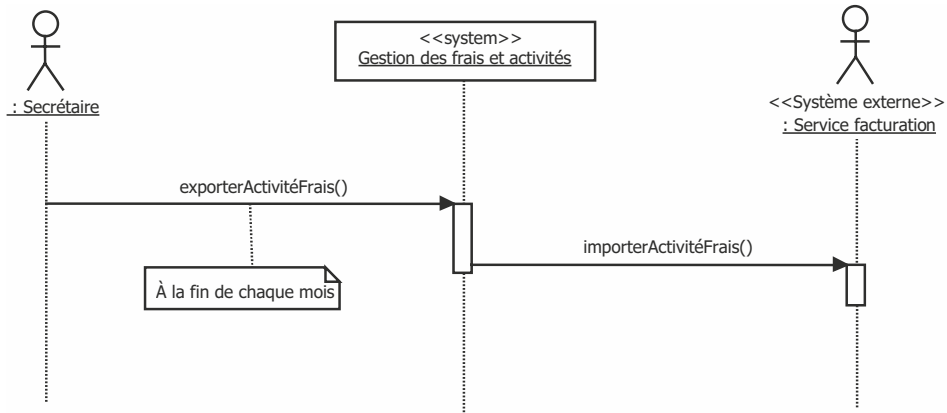 <<system>>
Gestion des frais et activités
: Secrétaire
<<Système externe>>
: Service facturation
exporterActivitéFrais()
importerActivitéFrais()
À la fin de chaque mois